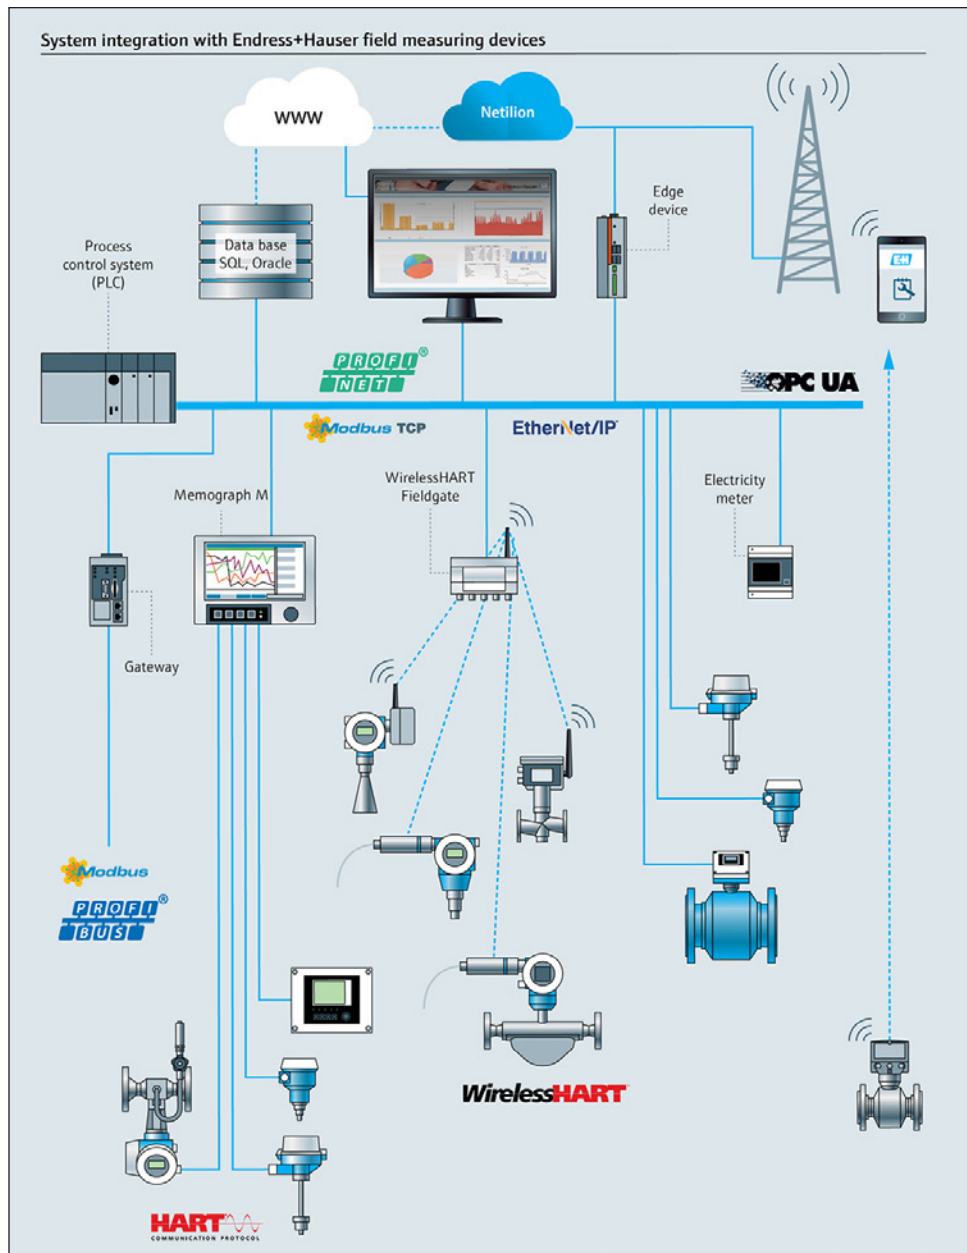 System integration with Endress+Hauser field measuring devices
WWW
Netilion
Edge
device
Process
control system
(PLC)
Data base
SQL, Oracle
E+H
PROFI®
NET
OPC UA
Modbus TCP
EtherNet/IP
WirelessHART
Fieldgate
Electricity
meter
Memograph M
Gateway
Modbus
PROFI®
BUS
WirelessHART
HART
COMMUNICATION PROTOCOL